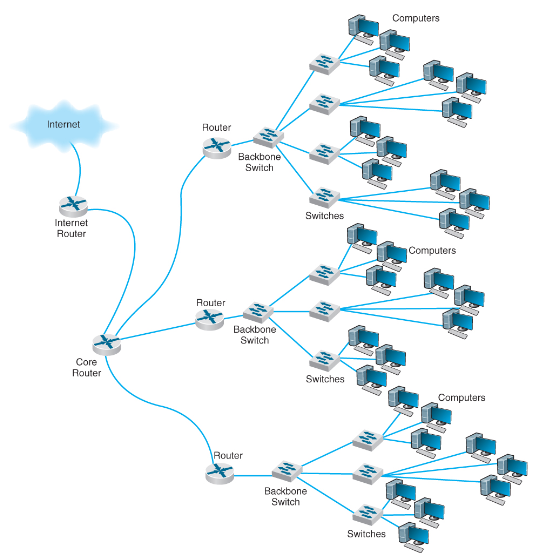 Computers
Internet
Router
Backbone
Switch
Switches
Internet
Router
Computers
Router
Backbone
Switch
Core
Router
Switches
Computers
Router
Backbone
Switch
Switches